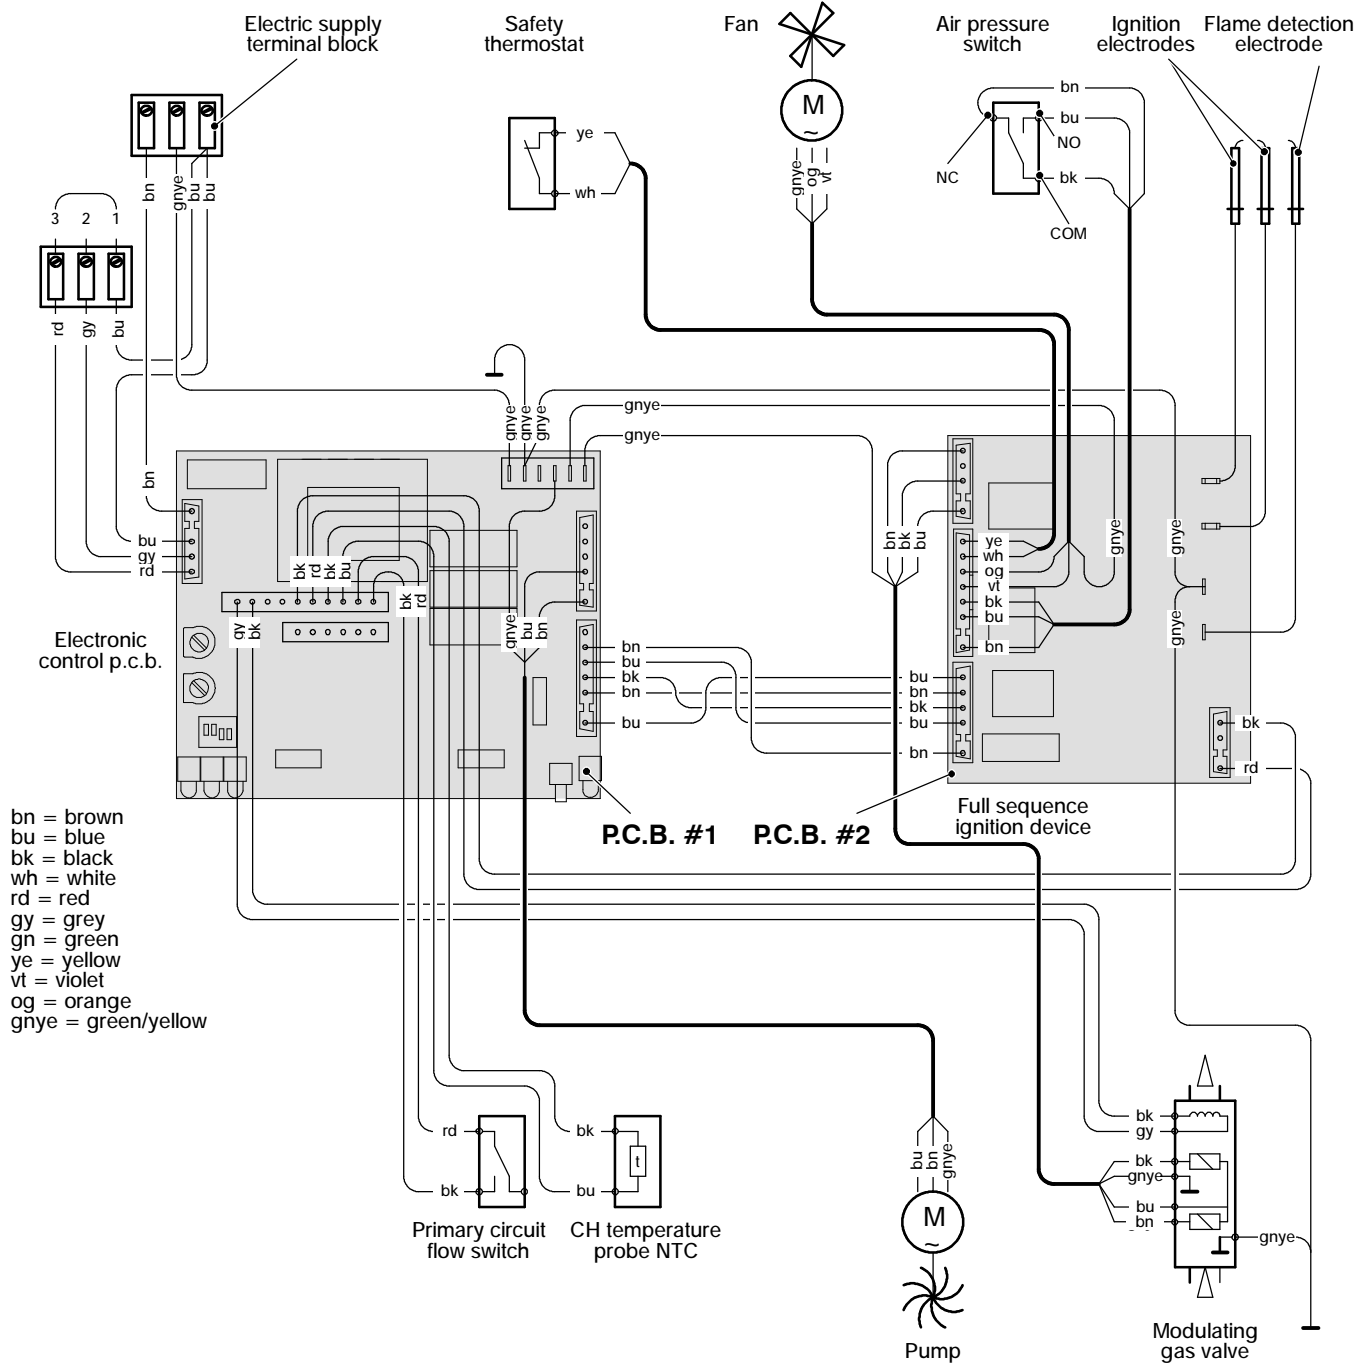 Electric supply
terminal block
Safety
thermostat
Fan
Air pressure
switch
Ignition
electrodes
Flame detection
electrode
M
~
bn
bu
NO
NC
bk
COM
ye
wh
gnye
og
vt
bn
gnye
bu
bu
3 2 1
rd
gy
bu
gnye
gnye
gnye
gnye
gnye
bn
bu
gy
rd
bk
rd
bk
bu
bk
rd
gy
bk
gnye
bu
bn
bn
bk
bu
ye
wh
og
vt
bk
bu
bn
gnye
gnye
gnye
Electronic
control p.c.b.
bn
bu
bk
bn
bu
bu
bn
bk
bu
bn
bk
rd
P.C.B. #1
P.C.B. #2
Full sequence
ignition device
bn = brown
bu = blue
bk = black
wh = white
rd = red
gy = grey
gn = green
ye = yellow
vt = violet
og = orange
gnye = green/yellow
rd
bk
bk
bu
t
Primary circuit
flow switch
CH temperature
probe NTC
bu
bn
gnye
M
~
Pump
bk
gy
bk
gnye
bu
bn
gnye
Modulating
gas valve